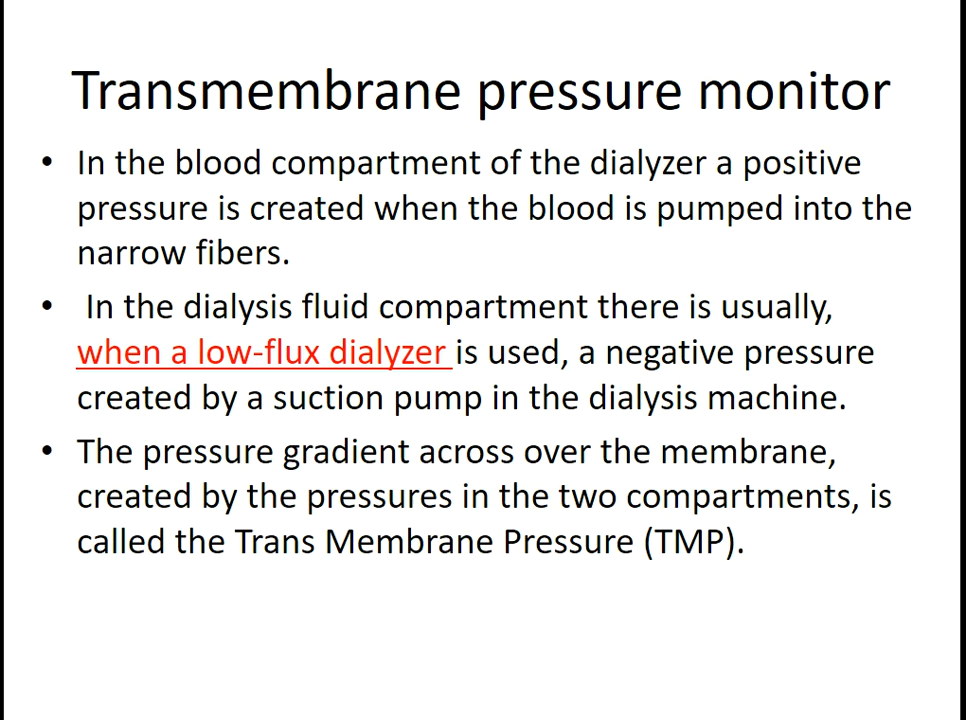 Transmembrane pressure monitor
• In the blood compartment of the dialyzer a positive
pressure is created when the blood is pumped into the
narrow fibers.
• In the dialysis fluid compartment there is usually,
when a low-flux dialyzer is used, a negative pressure
created by a suction pump in the dialysis machine.
• The pressure gradient across over the membrane,
created by the pressures in the two compartments, is
called the Trans Membrane Pressure (TMP).